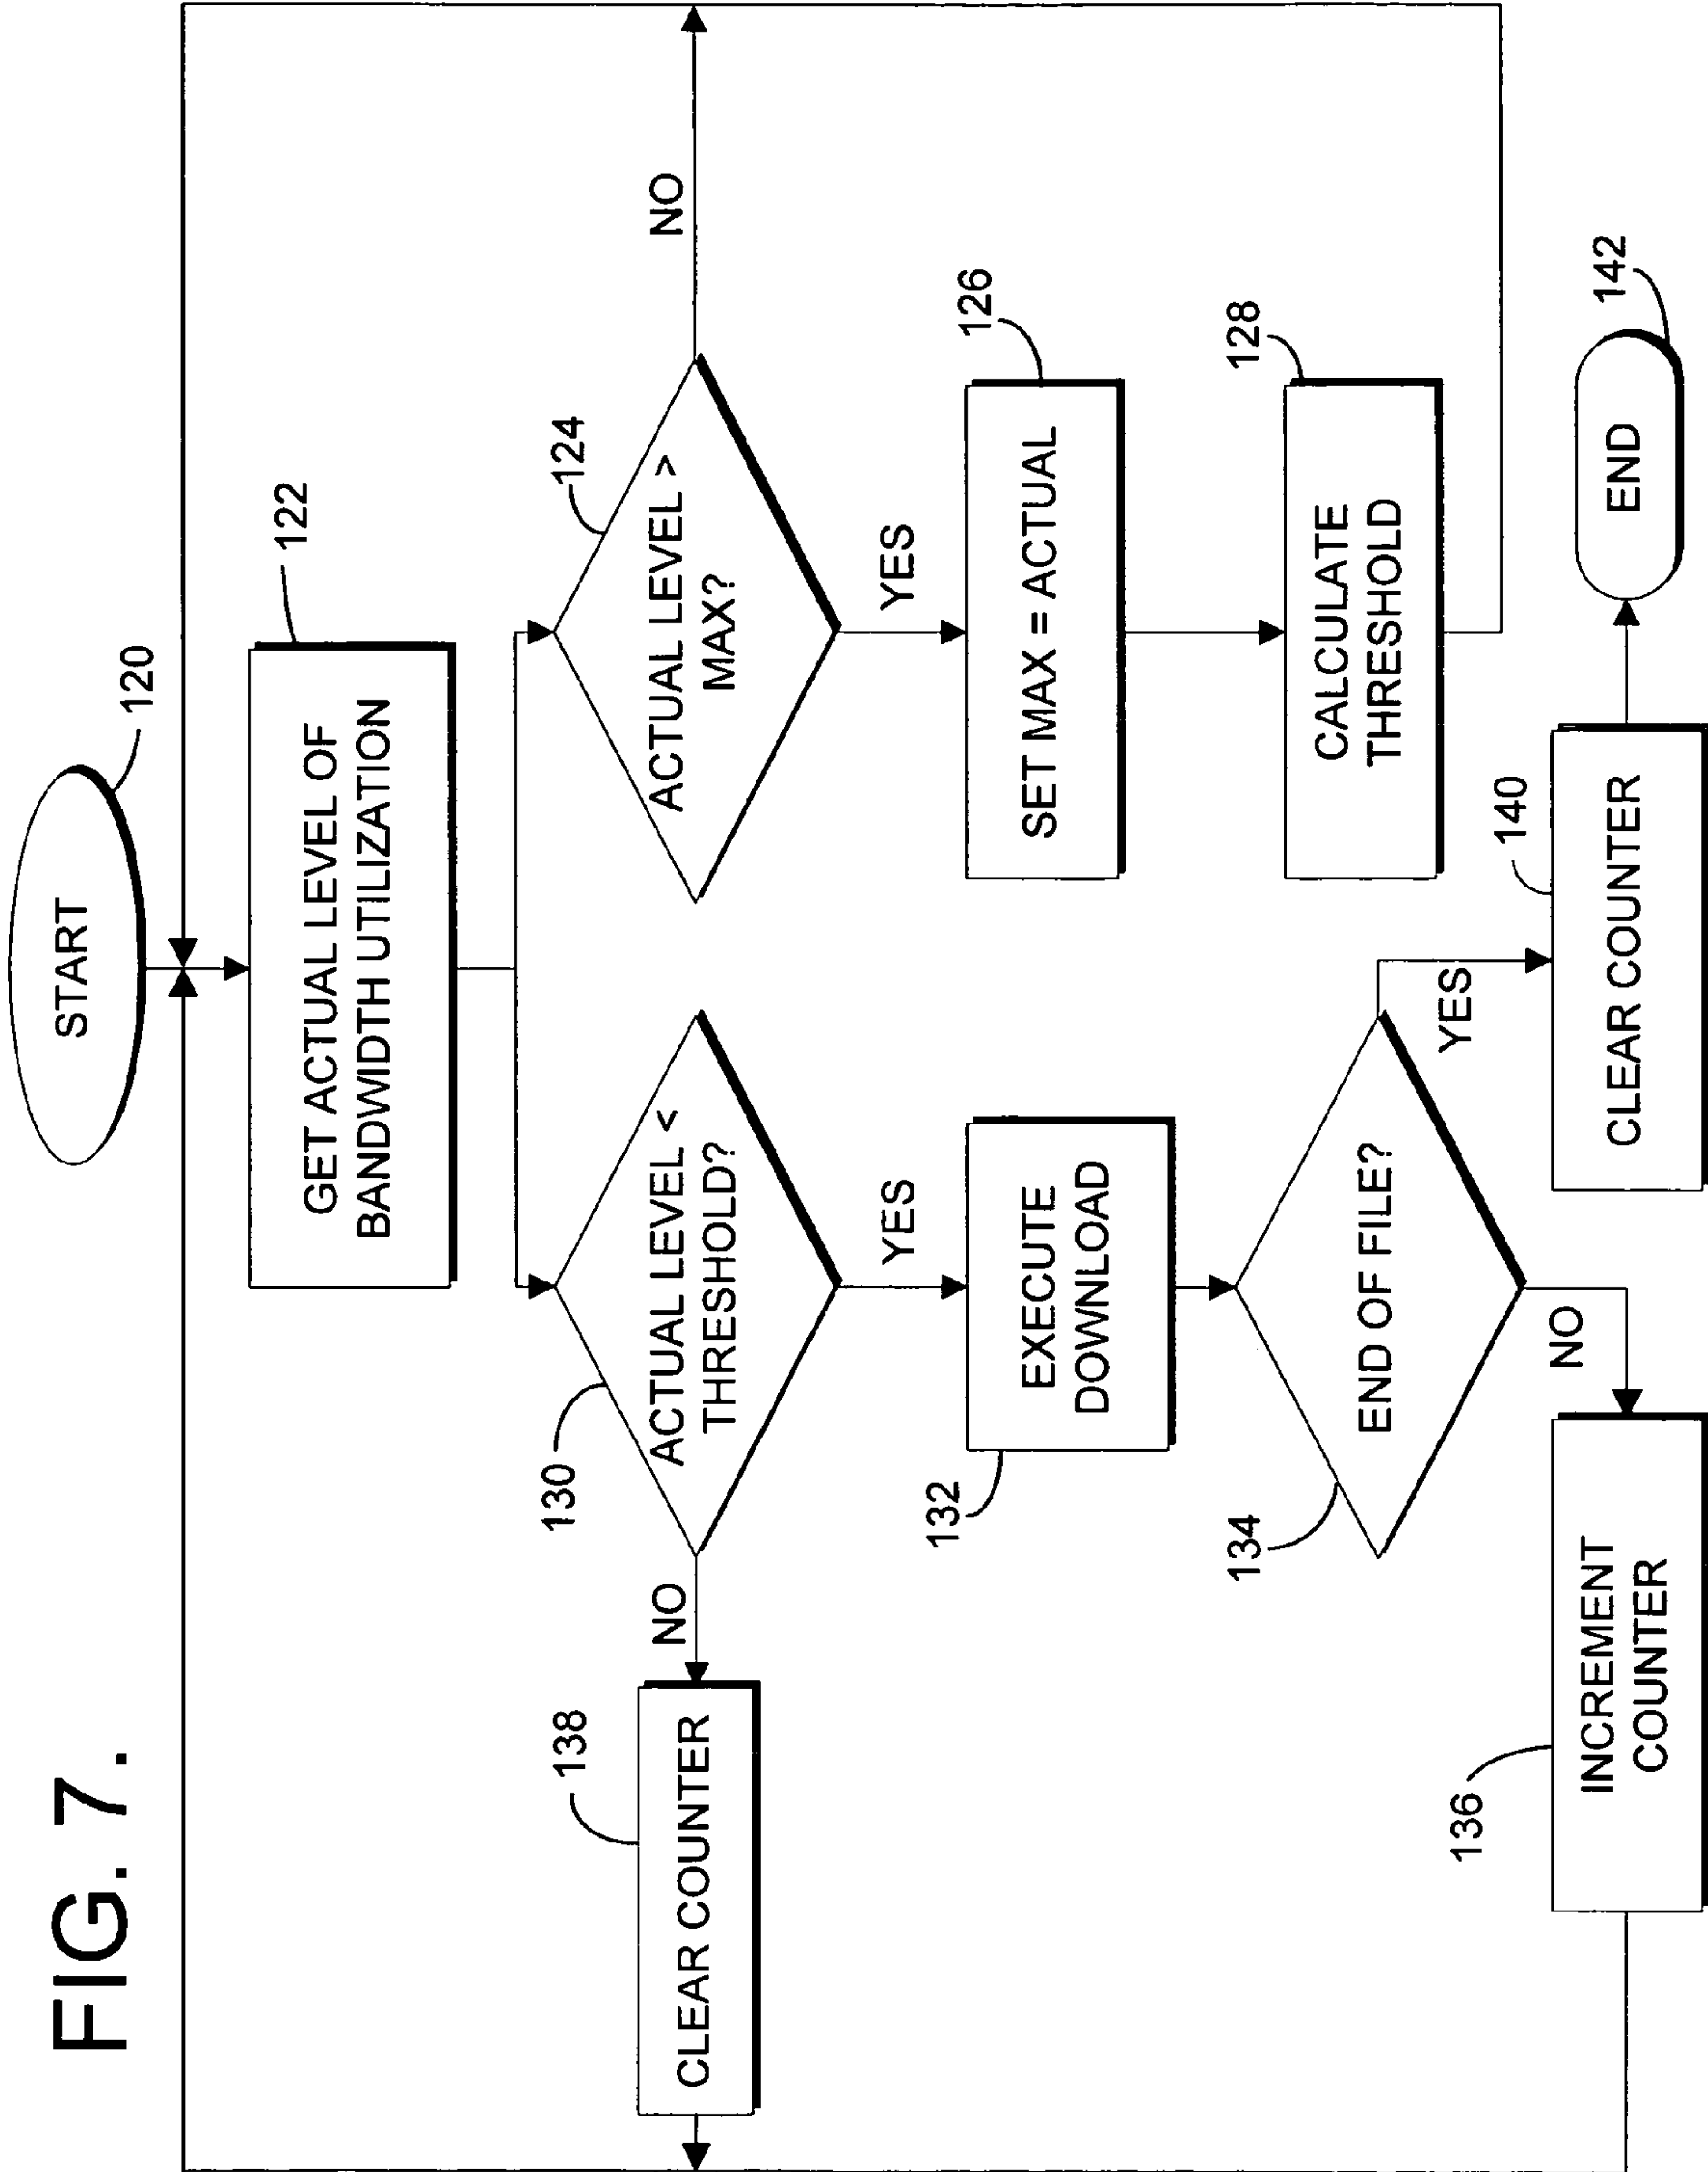 FIG. 7.
START
120
GET ACTUAL LEVEL OF
BANDWIDTH UTILIZATION
122
ACTUAL LEVEL <
THRESHOLD?
130
NO
CLEAR COUNTER
138
YES
ACTUAL LEVEL >
MAX?
124
NO
YES
EXECUTE
DOWNLOAD
132
SET MAX = ACTUAL
126
END OF FILE?
134
YES
NO
CALCULATE
THRESHOLD
128
INCREMENT
COUNTER
136
CLEAR COUNTER
140
END
142